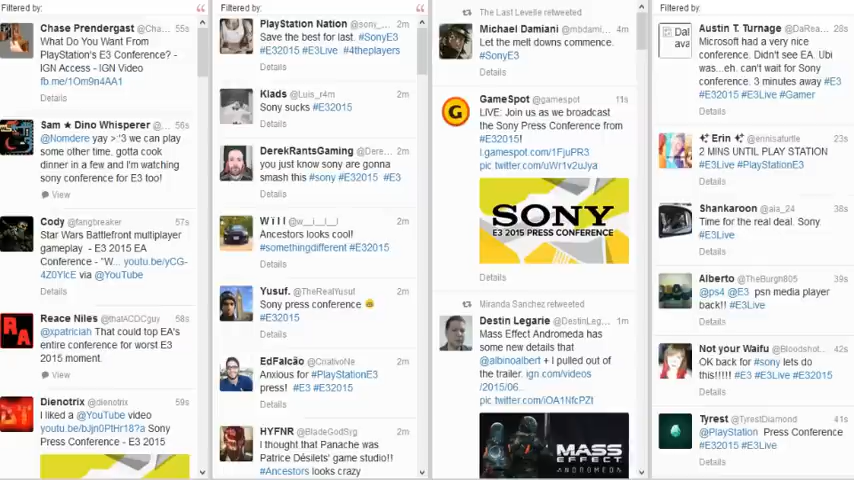 Filtered by:
Chase Prendergast @Cha... 55s
What Do You Want From
PlayStation's E3 Conference? -
IGN Access - IGN Video
fb.me/1Om9n4AA1
Details
Sam ★ Dino Whisperer @... 56s
@Nomdere yay > :'3 we can play
some other time, gotta cook
dinner in a few and I'm watching
sony conference for E3 too!
View
Cody @fangbreaker 57s
Star Wars Battlefront multiplayer
gameplay - E3 2015 EA
Conference - "W... youtu.be/yCG-
4Z0YlcE via @YouTube
Details
Reace Niles @thatACDCguy 58s
@xpatriciah That could top EA's
entire conference for worst E3
2015 moment.
View
Dienotrix @dienotrix 59s
I liked a @YouTube video
youtu.be/bJjn0PtHr18?a Sony
Press Conference - E3 2015
Filtered by:
PlayStation Nation @sony_... 2m
Save the best for last. #SonyE3
#E32015 #E3Live #4theplayers
Details
Klads @Luis_r4m 2m
Sony sucks #E32015
Details
DerekRantsGaming @Dere... 2m
you just know sony are gonna
smash this #sony #E32015 #E3
Details
W i l l @w__i__l__l 2m
Ancestors looks cool!
#somethingdifferent #E32015
Details
Yusuf. @TheRealYusuf 2m
Sony press conference
#E32015
Details
EdFalcão @CriativoNe 2m
Anxious for #PlayStationE3
press! #E3 #E32015
Details
HYFNR @BladeGodSyg 2m
I thought that Panache was
Patrice Désilets' game studio!!
#Ancestors looks crazy
The Last Levelle retweeted
Michael Damiani @mbdami... 4m
Let the melt downs commence.
#SonyE3
Details
GameSpot @gamespot 11s
LIVE: Join us as we broadcast
the Sony Press Conference from
#E32015!
l.gamespot.com/1FjuPR3
pic.twitter.com/uWr1v2uJya
SONY
E3 2015 PRESS CONFERENCE
Details
Miranda Sanchez retweeted
Destin Legarie @DestinLeg... 1m
Mass Effect Andromeda has
some new details that
@albinoalbert + I pulled out of
the trailer. ign.com/videos
/2015/06...
pic.twitter.com/iOA1NfcPZt
MASS
EFFECT
ANDROMEDA
Filtered by:
Austin T. Turnage @DaRea... 28s
Microsoft had a very nice
conference. Didn't see EA. Ubi
was...eh. can't wait for Sony
conference. 3 minutes away #E3
#E32015 #E3Live #Gamer
Details
Erin @ennisaturtle 23s
2 MINS UNTIL PLAY STATION
#E3Live #PlayStationE3
Details
Shankaroon @aia_24 38s
Time for the real deal. Sony.
#E3Live
Details
Alberto @TheBurgh805 39s
@ps4 @E3 psn media player
back!! #E3Live
Details
Not your Waifu @Bloodshot... 42s
OK back for #sony lets do
this!!!!! #E3 #E3Live #E32015
Details
Tyrest @TyrestDiamond 41s
@PlayStation Press Conference
#E32015 #E3Live
Details